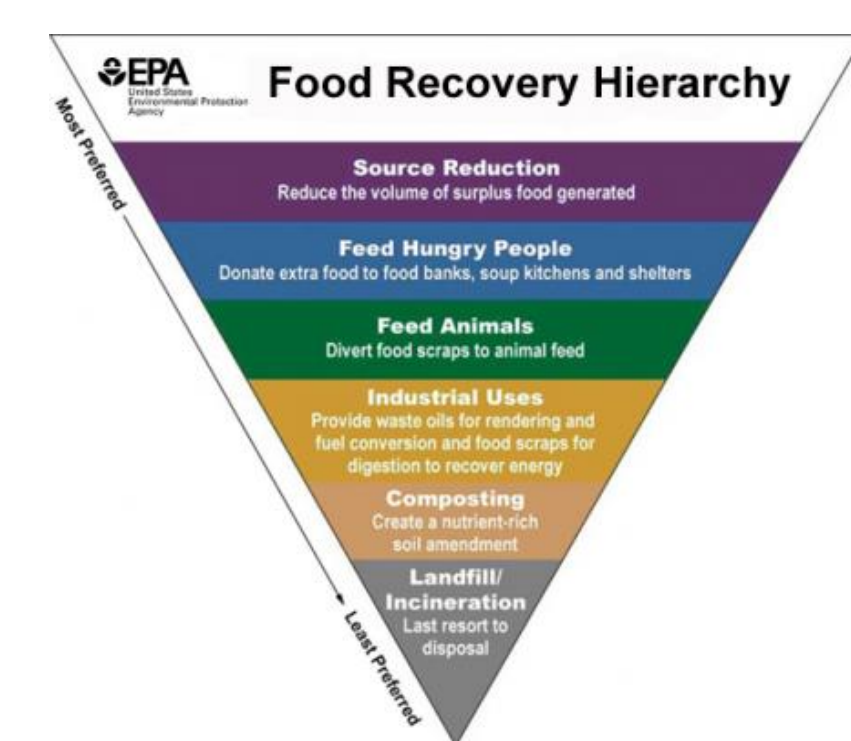 EPA
United States
Environmental Protection
Agency
Food Recovery Hierarchy
Most Preferred
Source Reduction
Reduce the volume of surplus food generated
Feed Hungry People
Donate extra food to food banks, soup kitchens and shelters
Feed Animals
Divert food scraps to animal feed
Industrial Uses
Provide waste oils for rendering and
fuel conversion and food scraps for
digestion to recover energy
Composting
Create a nutrient-rich
soil amendment
Landfill/
Incineration
Last resort to
disposal
Least Preferred